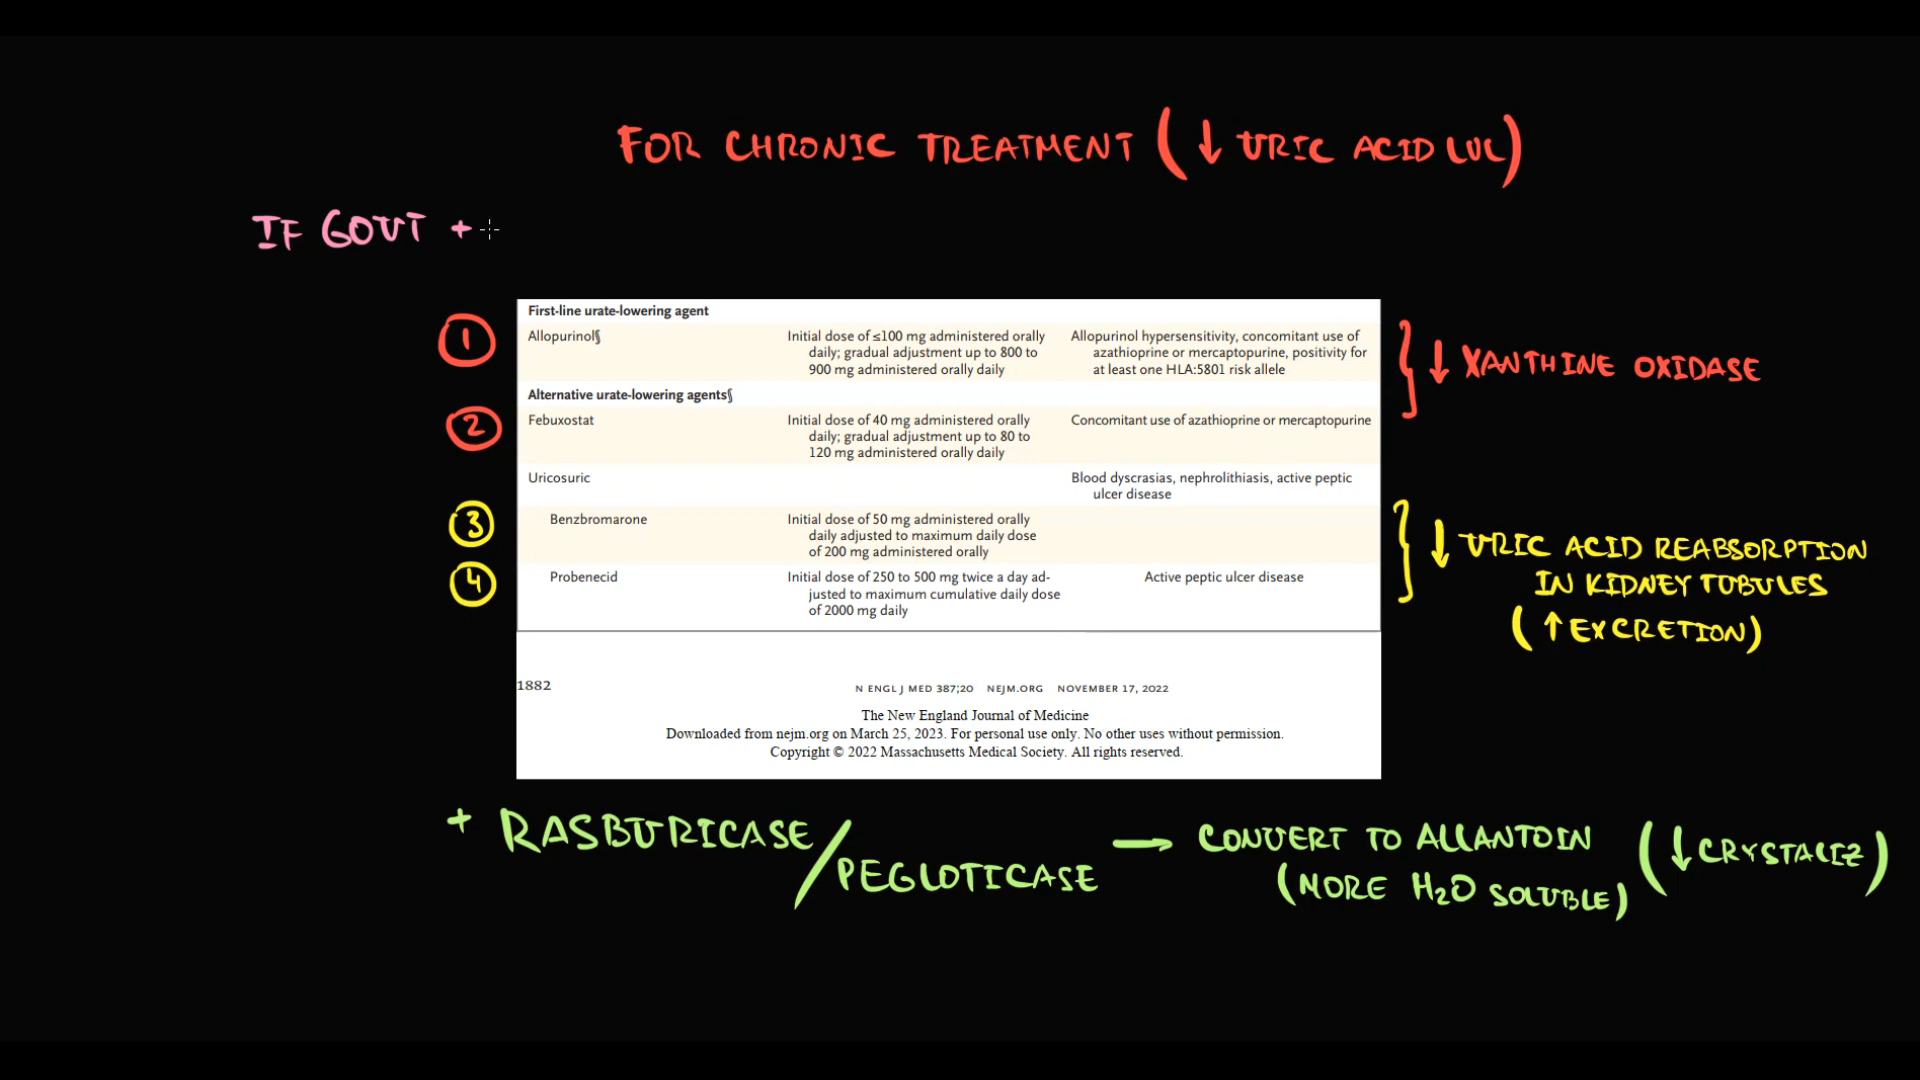 FOR CHRONIC TREATMENT (↓ URIC ACID LVL)
IF GOUT +
First-line urate-lowering agent
1 Allopurinol§ Initial dose of ≤100 mg administered orally daily; gradual adjustment up to 800 to 900 mg administered orally daily Allopurinol hypersensitivity, concomitant use of azathioprine or mercaptopurine, positivity for at least one HLA:5801 risk allele
↓ XANTHINE OXIDASE
Alternative urate-lowering agents§
2 Febuxostat Initial dose of 40 mg administered orally daily; gradual adjustment up to 80 to 120 mg administered orally daily Concomitant use of azathioprine or mercaptopurine
Uricosuric Blood dyscrasias, nephrolithiasis, active peptic ulcer disease
3 Benzbromarone Initial dose of 50 mg administered orally daily adjusted to maximum daily dose of 200 mg administered orally
4 Probenecid Initial dose of 250 to 500 mg twice a day ad-justed to maximum cumulative daily dose of 2000 mg daily Active peptic ulcer disease
↓ URIC ACID REABSORPTION
IN KIDNEY TUBULES
(↑ EXCRETION)
1882 N ENGL J MED 387;20 NEJM.ORG NOVEMBER 17, 2022
The New England Journal of Medicine
Downloaded from nejm.org on March 25, 2023. For personal use only. No other uses without permission.
Copyright © 2022 Massachusetts Medical Society. All rights reserved.
+ RASBURICASE/PEGLOTICASE → CONVERT TO ALLANTOIN (↓ CRYSTALIZ)
(MORE H2O SOLUBLE)